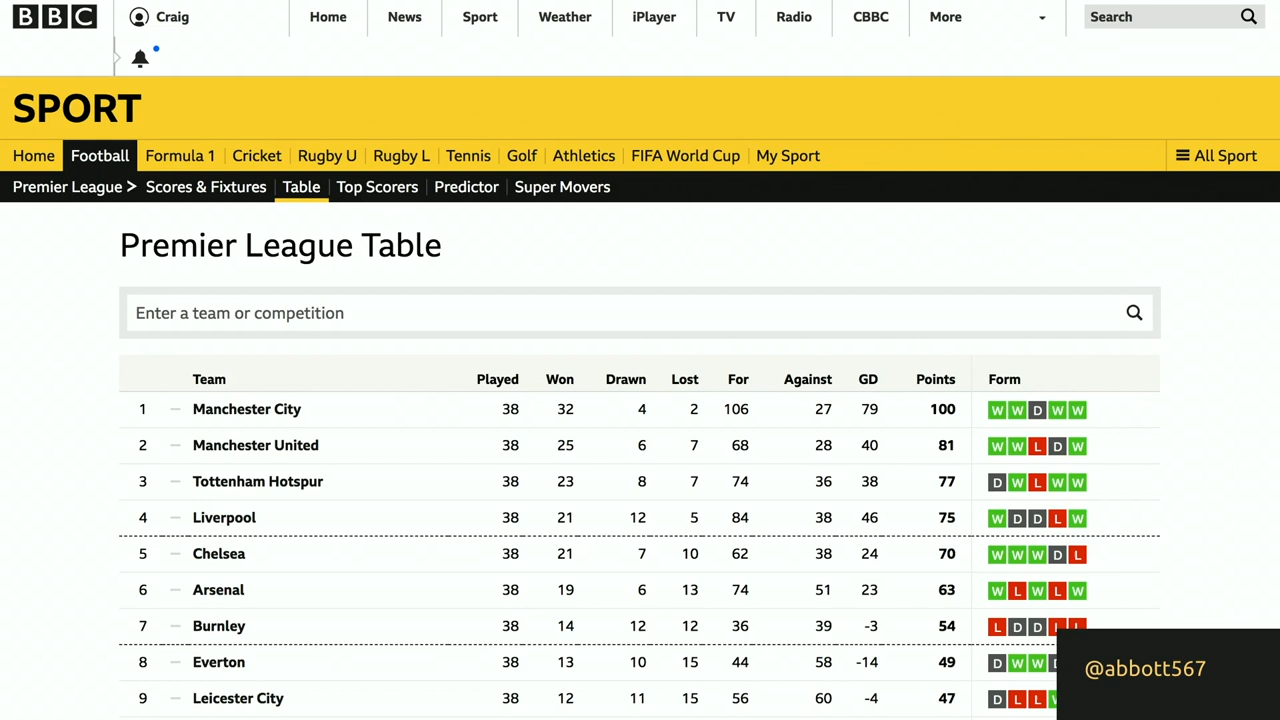 BBC Craig Home News Sport Weather iPlayer TV Radio CBBC More Search
SPORT
Home Football Formula 1 Cricket Rugby U Rugby L Tennis Golf Athletics FIFA World Cup My Sport All Sport
Premier League Scores & Fixtures Table Top Scorers Predictor Super Movers
Premier League Table
Enter a team or competition
Team Played Won Drawn Lost For Against GD Points Form
1 Manchester City 38 32 4 2 106 27 79 100 W W D W W
2 Manchester United 38 25 6 7 68 28 40 81 W W L D W
3 Tottenham Hotspur 38 23 8 7 74 36 38 77 D W L W W
4 Liverpool 38 21 12 5 84 38 46 75 W D D L W
5 Chelsea 38 21 7 10 62 38 24 70 W W W D L
6 Arsenal 38 19 6 13 74 51 23 63 W L W L W
7 Burnley 38 14 12 12 36 39 -3 54 L D D L L
8 Everton 38 13 10 15 44 58 -14 49 D W W D
9 Leicester City 38 12 11 15 56 60 -4 47 D L L W
@abbott567